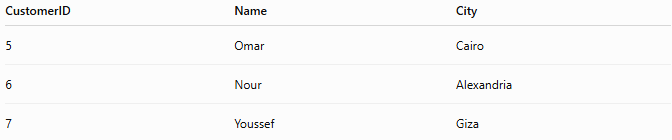 CustomerID Name City
5 Omar Cairo
6 Nour Alexandria
7 Youssef Giza